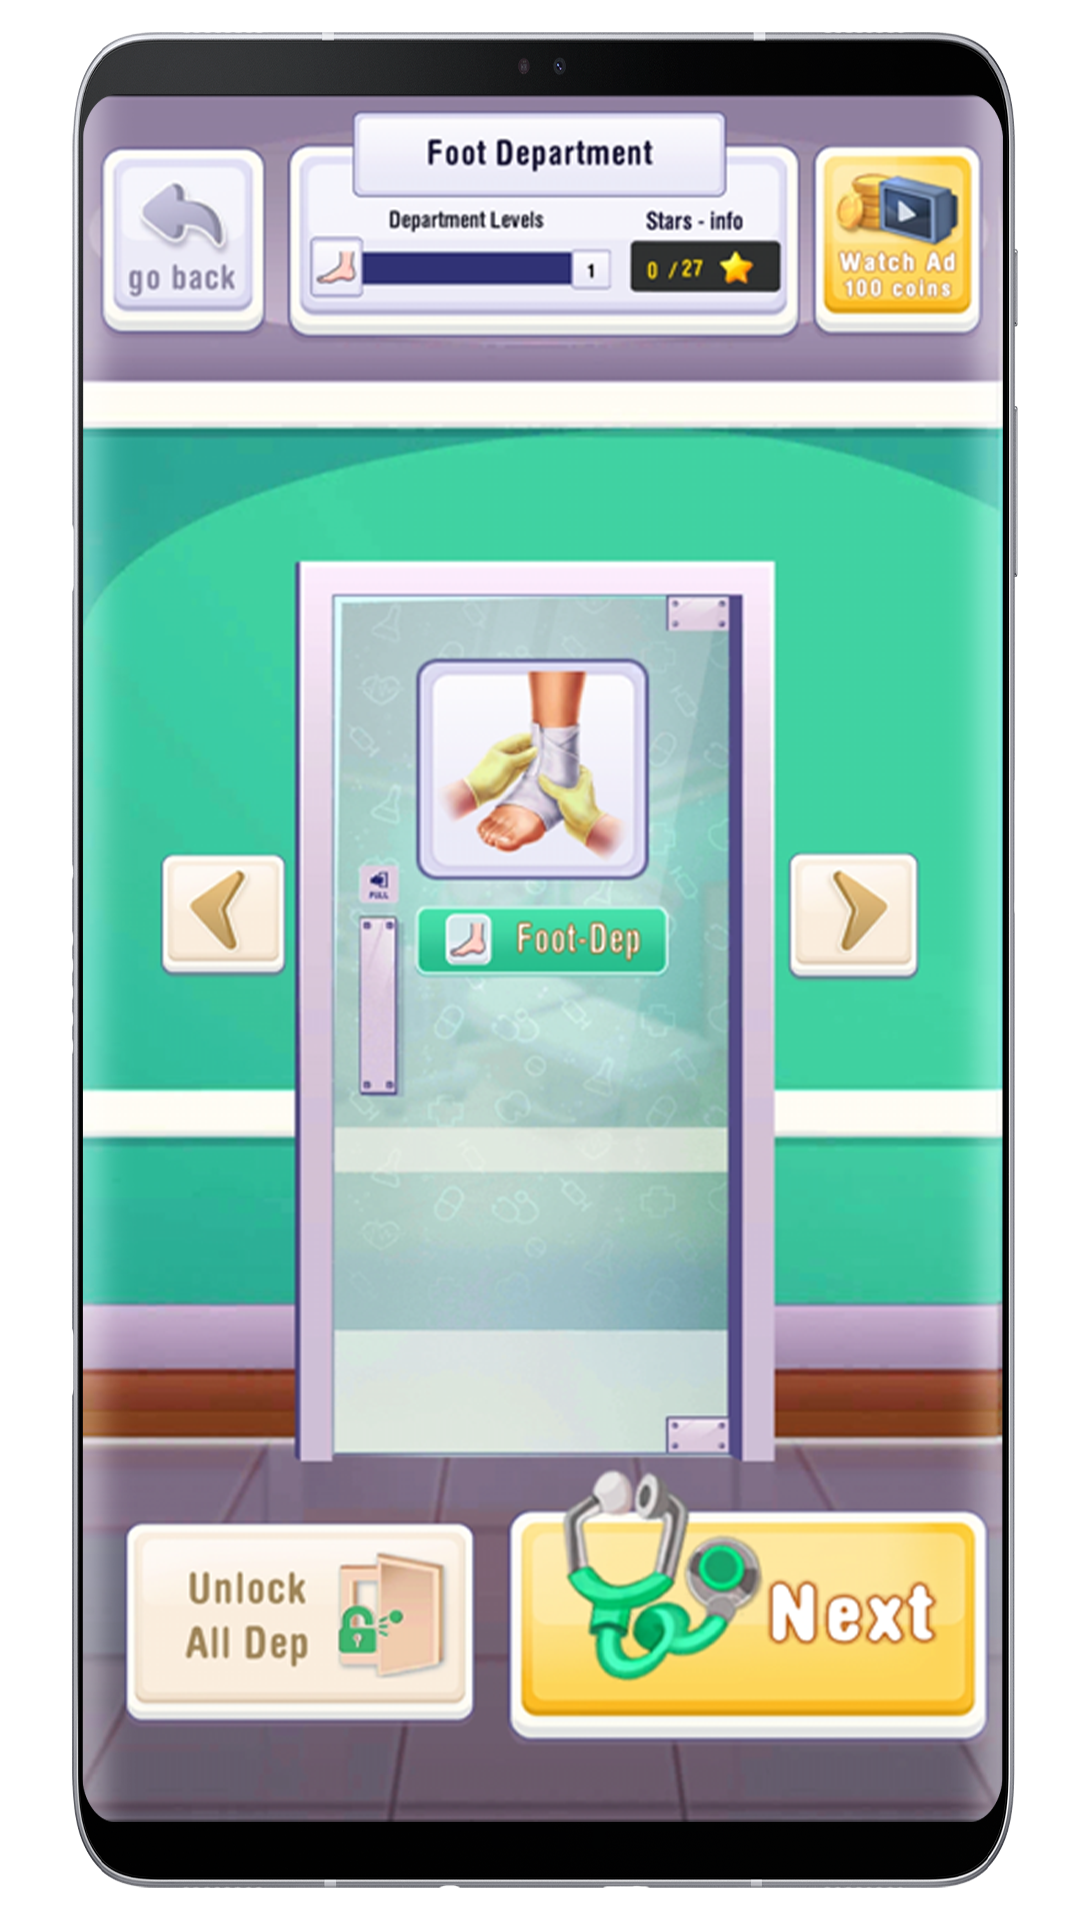 Foot Department
go back
Department Levels
1
Stars - info
0 / 27
Watch Ad
100 coins
PULL
Foot-Dep
Unlock
All Dep
Next